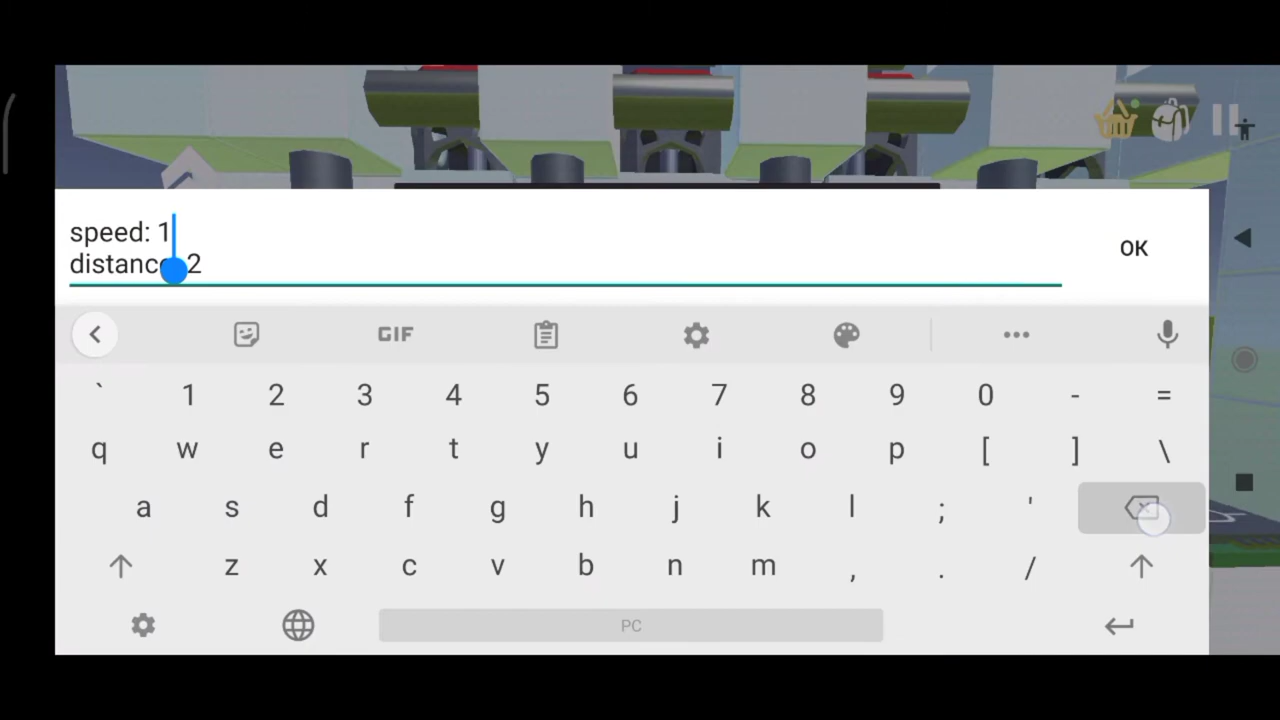 speed: 1
distance: 2
OK
GIF
` 1 2 3 4 5 6 7 8 9 0 - =
q w e r t y u i o p [ ] \
a s d f g h j k l ; '
z x c v b n m , . /
PC